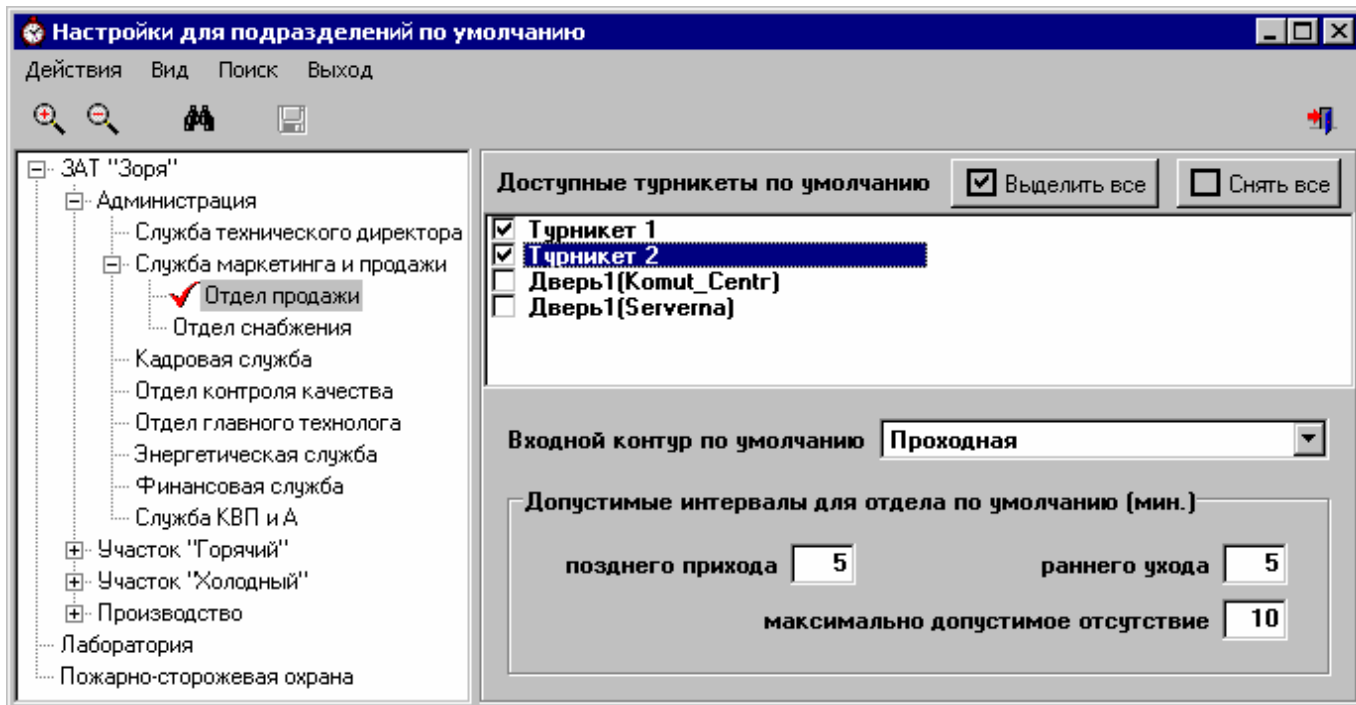 Настройки для подразделений по умолчанию
Действия Вид Поиск Выход
ЗАТ "Зоря"
Администрация
Служба технического директора
Служба маркетинга и продажи
Отдел продажи
Отдел снабжения
Кадровая служба
Отдел контроля качества
Отдел главного технолога
Энергетическая служба
Финансовая служба
Служба КВП и А
Участок "Горячий"
Участок "Холодный"
Производство
Лаборатория
Пожарно-сторожевая охрана
Доступные турникеты по умолчанию Выделить все Снять все
Турникет 1
Турникет 2
Дверь1(Komut_Centr)
Дверь1(Serverna)
Входной контур по умолчанию Проходная
Допустимые интервалы для отдела по умолчанию (мин.)
позднего прихода 5 раннего ухода 5
максимально допустимое отсутствие 10